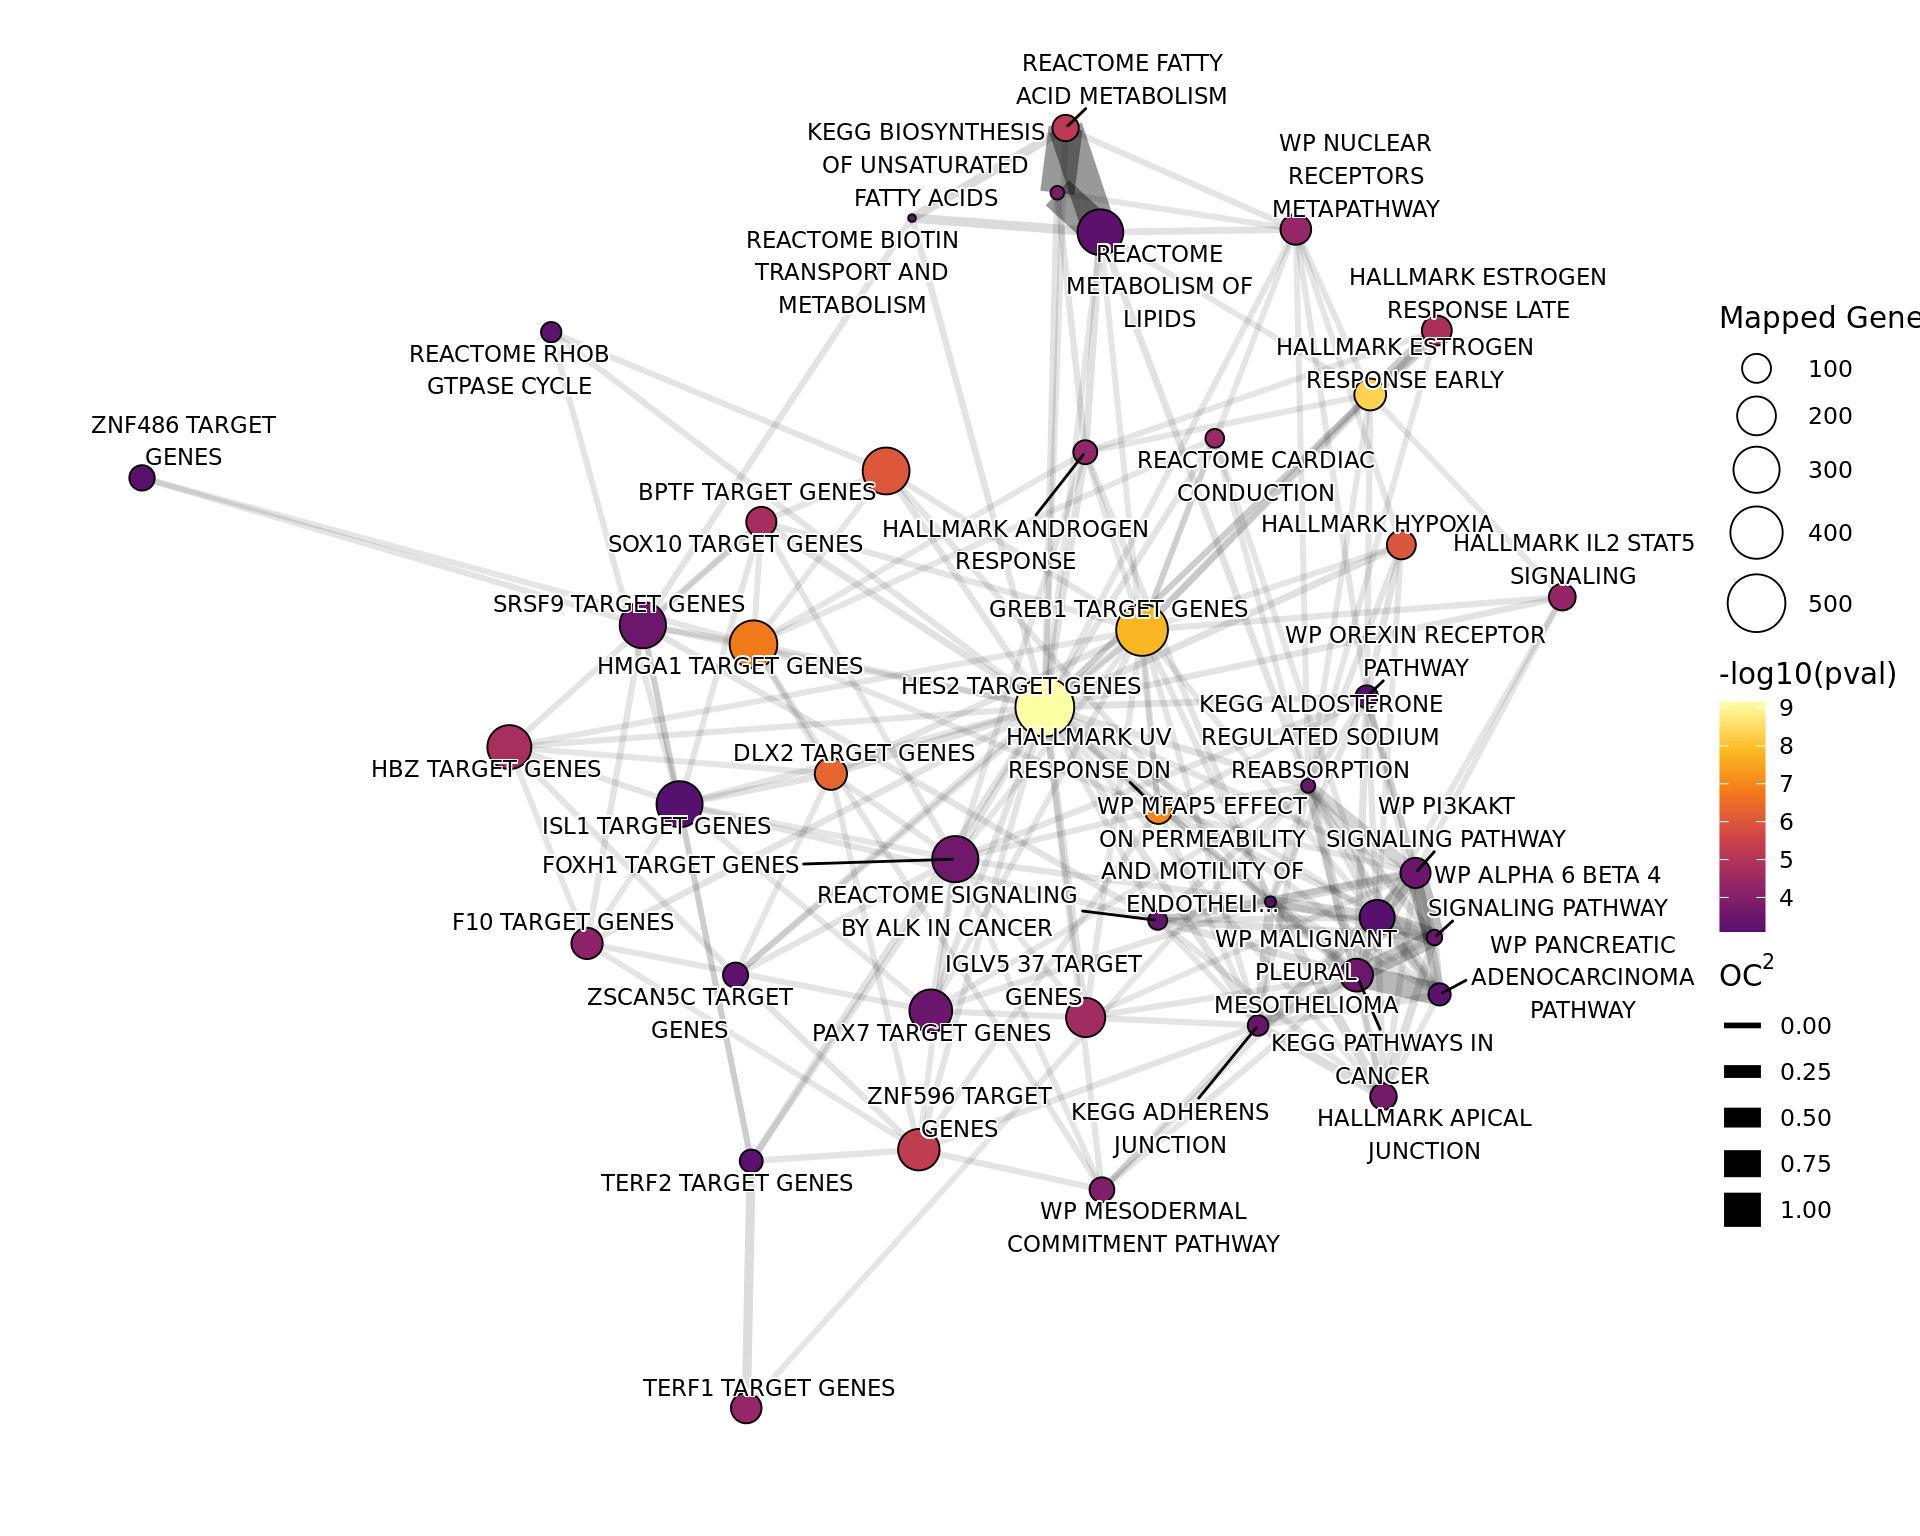 REACTOME FATTY
ACID METABOLISM
KEGG BIOSYNTHESIS
OF UNSATURATED
FATTY ACIDS
WP NUCLEAR
RECEPTORS
METAPATHWAY
REACTOME BIOTIN
TRANSPORT AND
METABOLISM
REACTOME
METABOLISM OF
LIPIDS
HALLMARK ESTROGEN
RESPONSE LATE
HALLMARK ESTROGEN
RESPONSE EARLY
REACTOME RHOB
GTPASE CYCLE
ZNF486 TARGET
GENES
BPTF TARGET GENES
SOX10 TARGET GENES
HALLMARK ANDROGEN
RESPONSE
REACTOME CARDIAC
CONDUCTION
HALLMARK HYPOXIA
HALLMARK IL2 STAT5
SIGNALING
SRSF9 TARGET GENES
GREB1 TARGET GENES
WP OREXIN RECEPTOR
PATHWAY
HMGA1 TARGET GENES
HES2 TARGET GENES
KEGG ALDOSTERONE
REGULATED SODIUM
REABSORPTION
HALLMARK UV
RESPONSE DN
DLX2 TARGET GENES
HBZ TARGET GENES
WP MFAP5 EFFECT
ON PERMEABILITY
AND MOTILITY OF
ENDOTHELI...
WP PI3KAKT
SIGNALING PATHWAY
ISL1 TARGET GENES
FOXH1 TARGET GENES
WP ALPHA 6 BETA 4
SIGNALING PATHWAY
REACTOME SIGNALING
BY ALK IN CANCER
F10 TARGET GENES
WP MALIGNANT
PLEURAL
MESOTHELIOMA
WP PANCREATIC
ADENOCARCINOMA
PATHWAY
IGLV5 37 TARGET
GENES
ZSCAN5C TARGET
GENES
PAX7 TARGET GENES
KEGG PATHWAYS IN
CANCER
ZNF596 TARGET
GENES
KEGG ADHERENS
JUNCTION
HALLMARK APICAL
JUNCTION
TERF2 TARGET GENES
WP MESODERMAL
COMMITMENT PATHWAY
TERF1 TARGET GENES
Mapped Gene
100
200
300
400
500
-log10(pval)
9
8
7
6
5
4
OC2
0.00
0.25
0.50
0.75
1.00